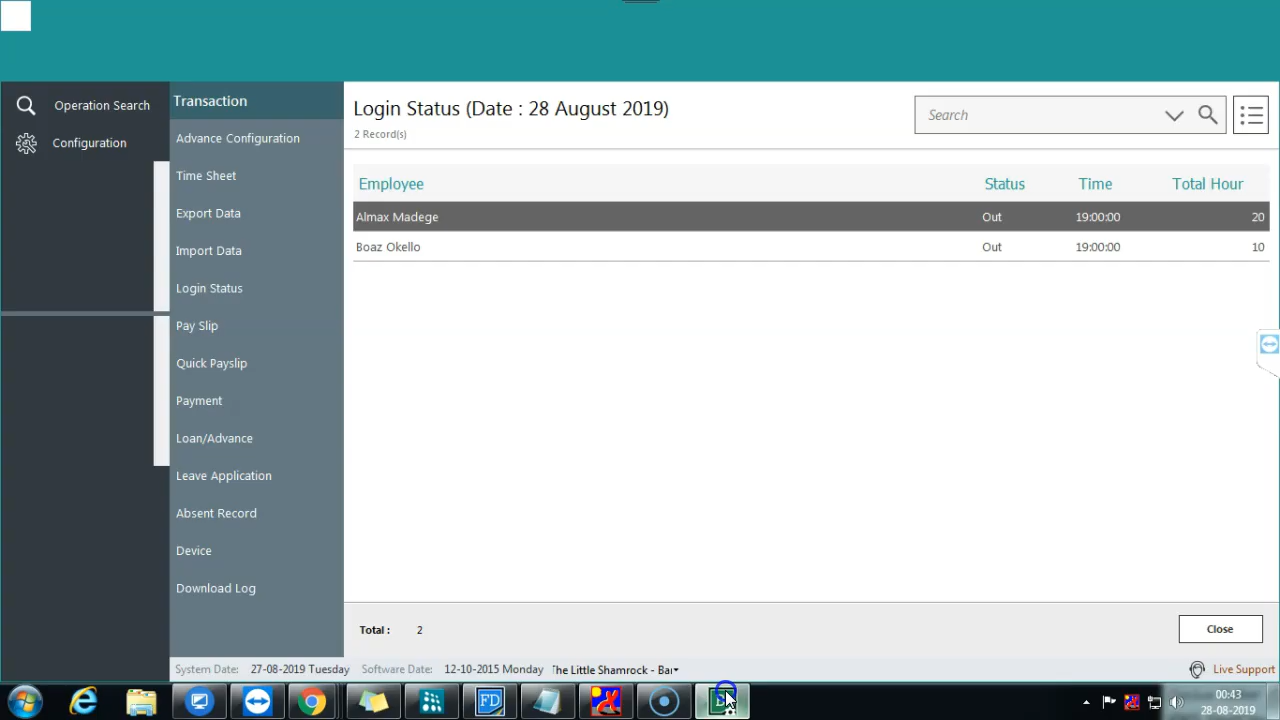 Operation Search
Configuration
Transaction
Advance Configuration
Time Sheet
Export Data
Import Data
Login Status
Pay Slip
Quick Payslip
Payment
Loan/Advance
Leave Application
Absent Record
Device
Download Log
Login Status (Date : 28 August 2019)
2 Record(s)
Search
Employee Status Time Total Hour
Almax Madege Out 19:00:00 20
Boaz Okello Out 19:00:00 10
Total : 2
Close
System Date: 27-08-2019 Tuesday Software Date: 12-10-2015 Monday The Little Shamrock - Bar
Live Support
FD
00:43
28-08-2019